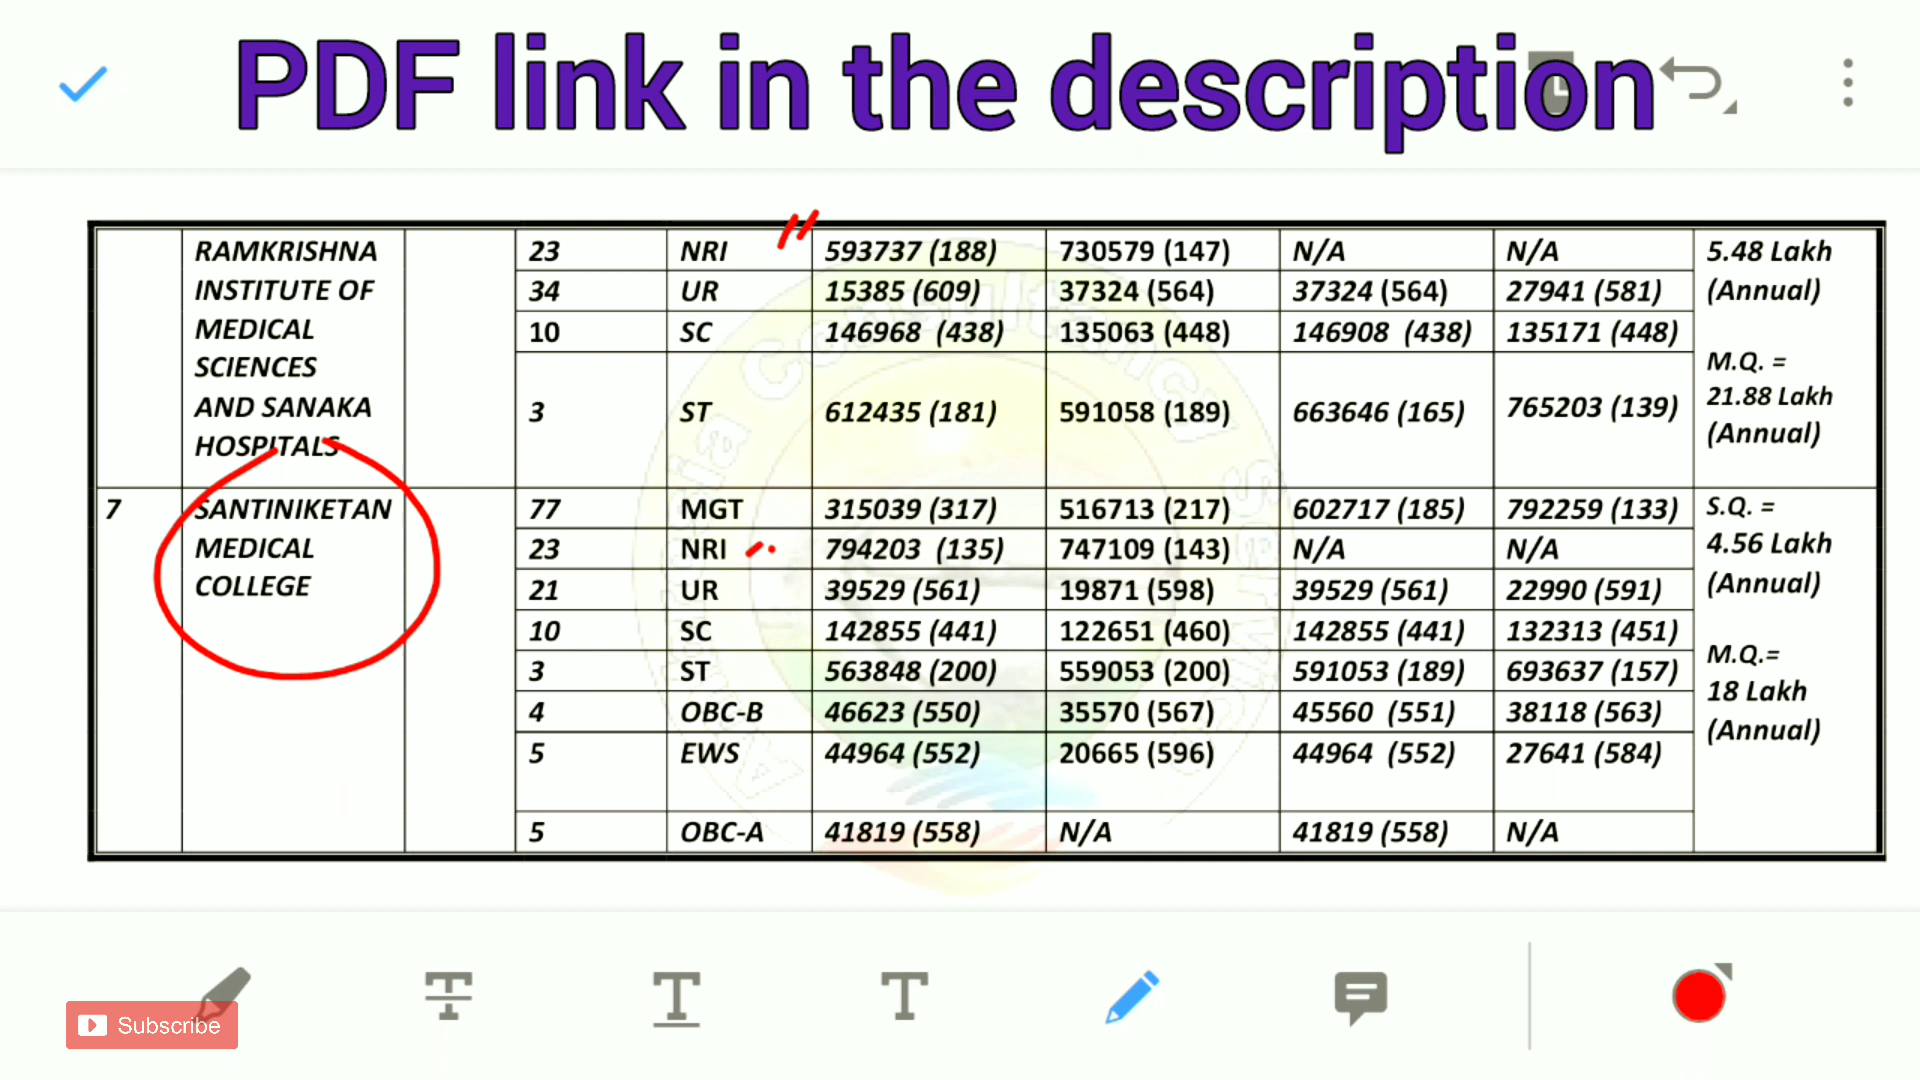 PDF link in the description
RAMKRISHNA INSTITUTE OF MEDICAL SCIENCES AND SANAKA HOSPITALS
23 NRI 593737 (188) 730579 (147) N/A N/A
34 UR 15385 (609) 37324 (564) 37324 (564) 27941 (581)
10 SC 146968 (438) 135063 (448) 146908 (438) 135171 (448)
3 ST 612435 (181) 591058 (189) 663646 (165) 765203 (139)
5.48 Lakh
(Annual)
M.Q. =
21.88 Lakh
(Annual)
7 SANTINIKETAN MEDICAL COLLEGE
77 MGT 315039 (317) 516713 (217) 602717 (185) 792259 (133)
23 NRI 794203 (135) 747109 (143) N/A N/A
21 UR 39529 (561) 19871 (598) 39529 (561) 22990 (591)
10 SC 142855 (441) 122651 (460) 142855 (441) 132313 (451)
3 ST 563848 (200) 559053 (200) 591053 (189) 693637 (157)
4 OBC-B 46623 (550) 35570 (567) 45560 (551) 38118 (563)
5 EWS 44964 (552) 20665 (596) 44964 (552) 27641 (584)
5 OBC-A 41819 (558) N/A 41819 (558) N/A
S.Q. =
4.56 Lakh
(Annual)
M.Q.=
18 Lakh
(Annual)
Subscribe